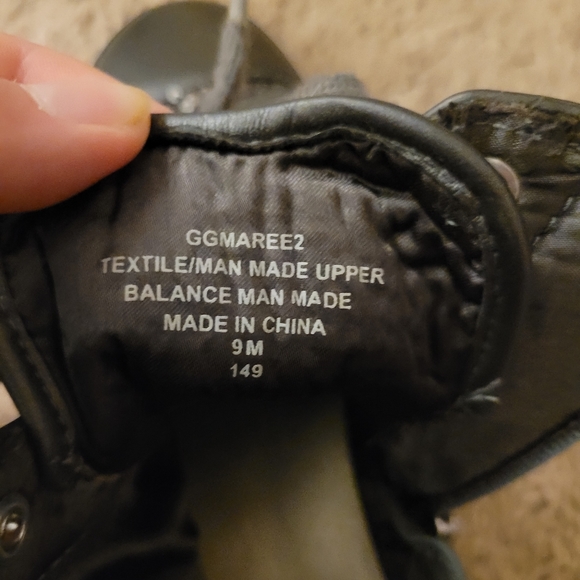 GGMAREE2
TEXTILE/MAN MADE UPPER
BALANCE MAN MADE
MADE IN CHINA
9M
149